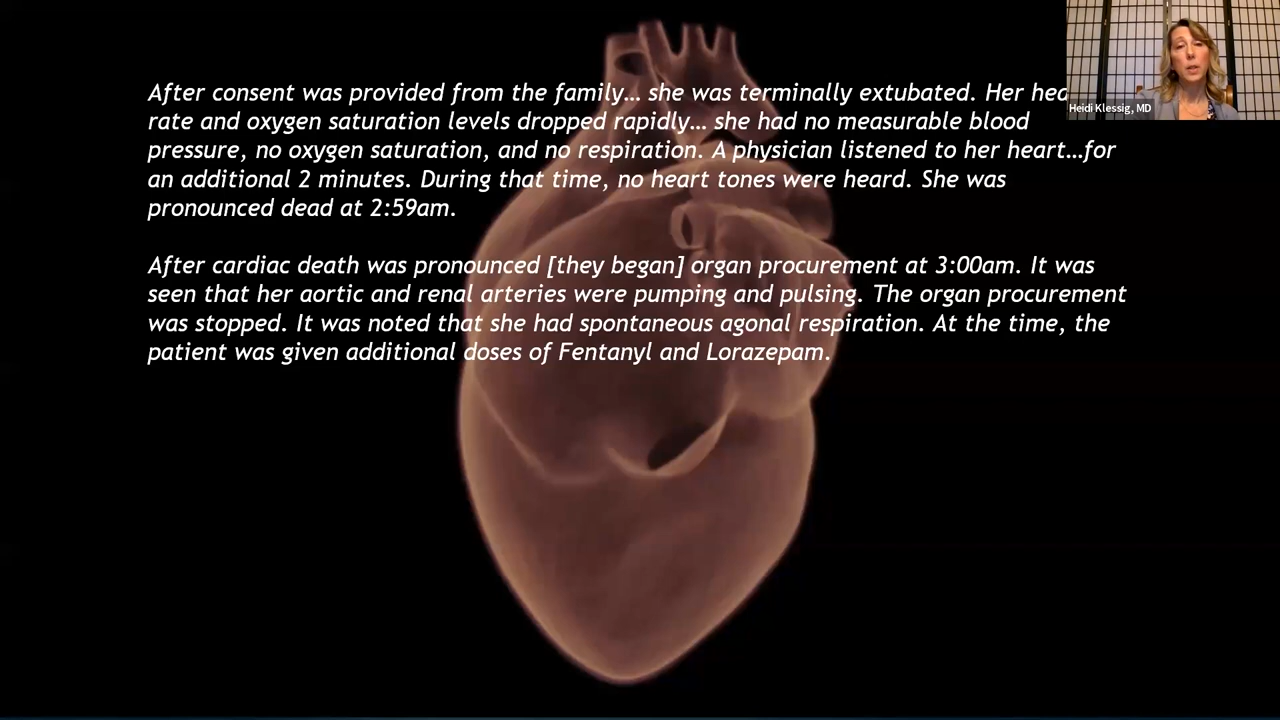 After consent was provided from the family… she was terminally extubated. Her
Heidi Klessig, MD
rate and oxygen saturation levels dropped rapidly… she had no measurable blood
pressure, no oxygen saturation, and no respiration. A physician listened to her heart…for
an additional 2 minutes. During that time, no heart tones were heard. She was
pronounced dead at 2:59am.
After cardiac death was pronounced [they began] organ procurement at 3:00am. It was
seen that her aortic and renal arteries were pumping and pulsing. The organ procurement
was stopped. It was noted that she had spontaneous agonal respiration. At the time, the
patient was given additional doses of Fentanyl and Lorazepam.